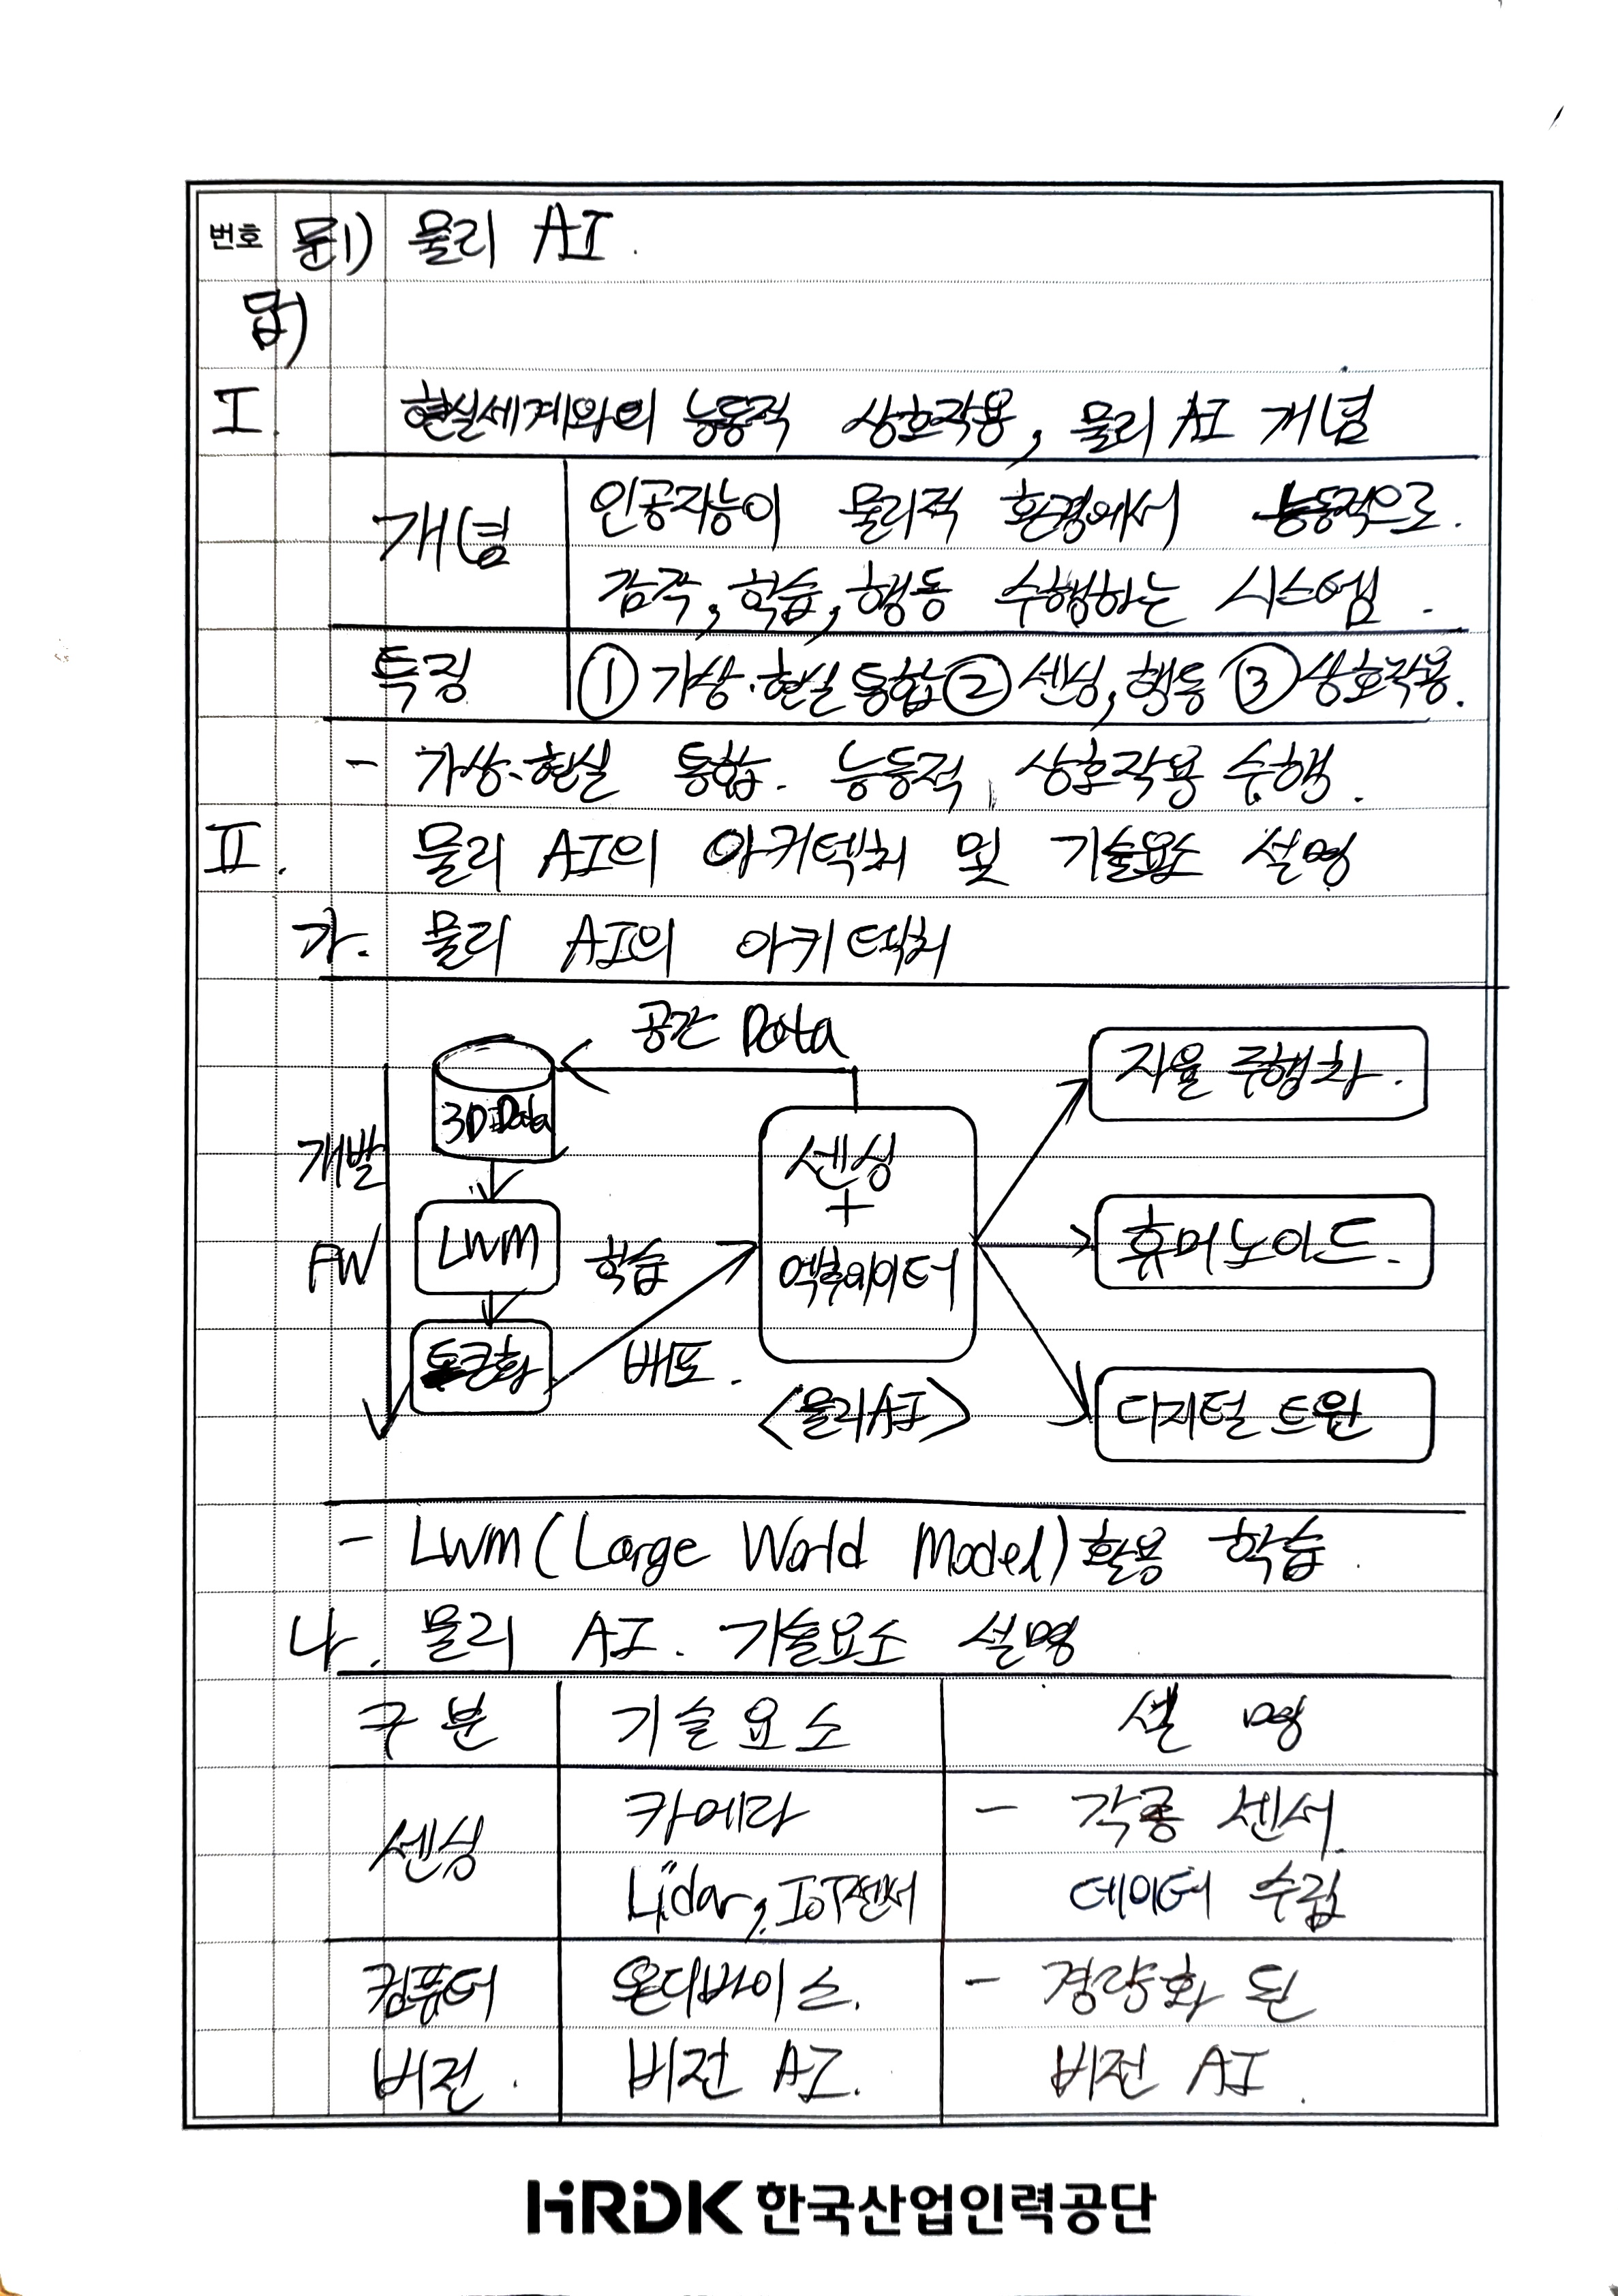 번호 문1) 물리 AI.
답)
I. 현실세계와의 능동적 상호작용, 물리 AI 개념
개념 인공지능이 물리적 환경에서 능동적으로.
감각, 학습, 행동 수행하는 시스템.
특징 ① 가상·현실 통합 ② 센싱, 행동 ③ 상호작용.
- 가상·현실 통합. 능동적 상호작용 수행.
II. 물리 AI의 아키텍처 및 기술요소 설명
가. 물리 AI의 아키텍처
공간 Data
자율 주행차.
3D Data
센싱
개발
+
LWM
휴머노이드.
FW
학습
액츄에이터
토큰화
배포.
<물리AI>
디지털 트윈
- LWM(Large World Model) 활용 학습.
나. 물리 AI. 기술요소 설명
구분 기술요소 설명
센싱 카메라 - 각종 센서
Lidar, IoT센서 데이터 수집
컴퓨터 온디바이스. - 경량화 된
비전. 비전 AI. 비전 AI.
HRDK 한국산업인력공단